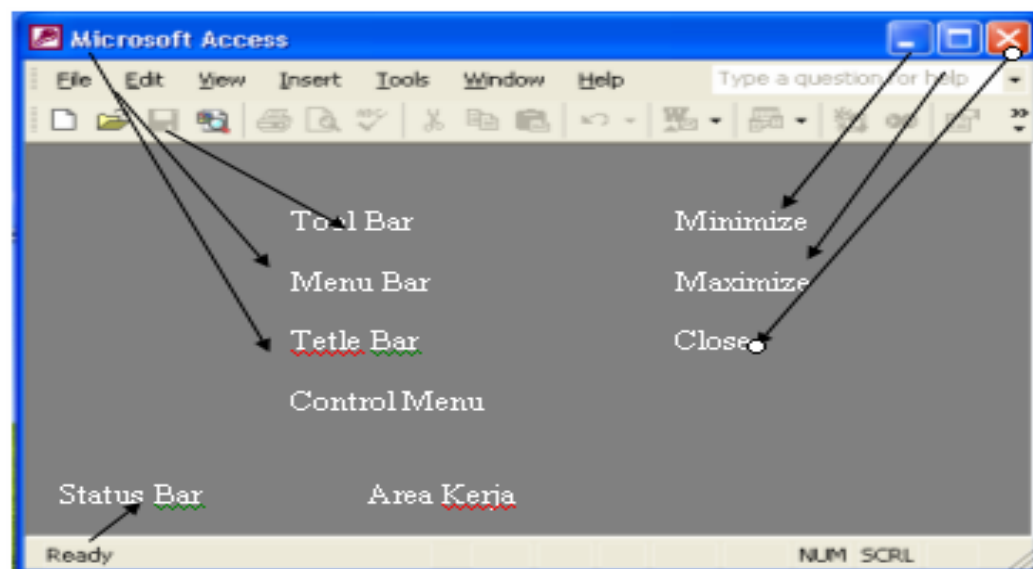 Microsoft Access
File Edit View Insert Tools Window Help Type a question for help
Tool Bar Minimize
Menu Bar Maximize
Tetle Bar Close
Control Menu
Status Bar Area Kerja
Ready NUM SCRL